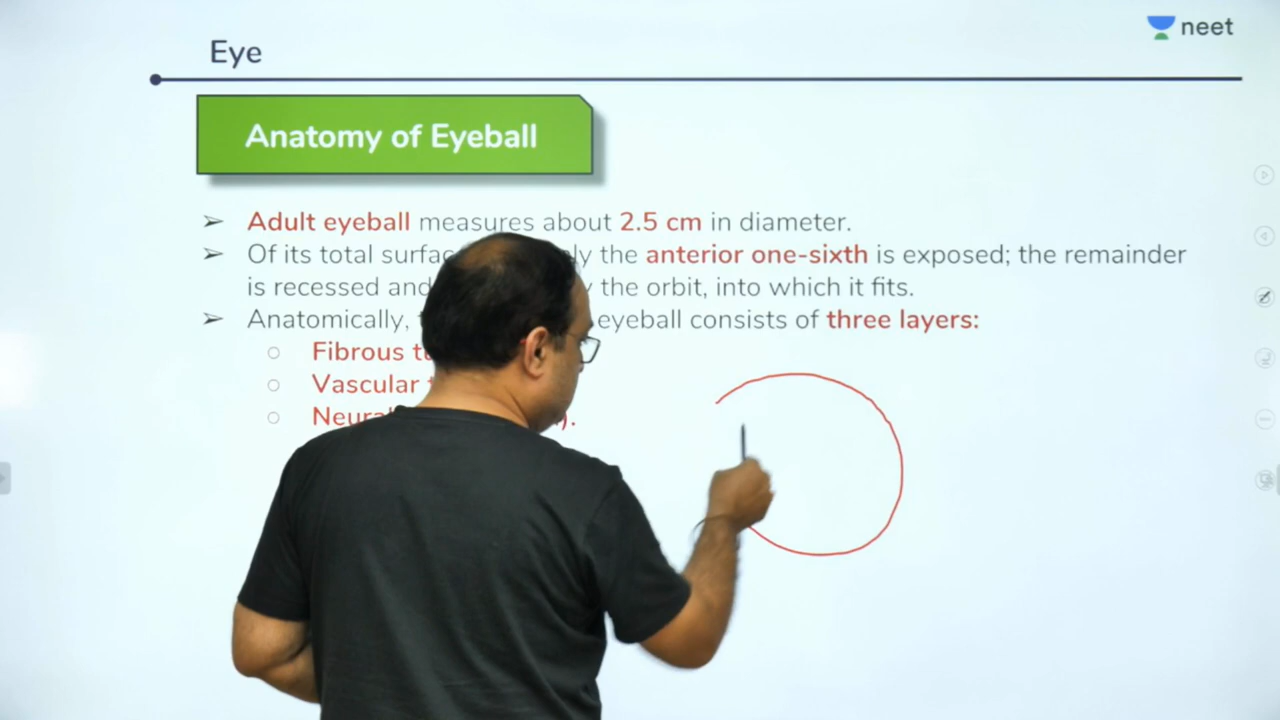 neet
Eye
Anatomy of Eyeball
➢ Adult eyeball measures about 2.5 cm in diameter.
➢ Of its total the anterior one-sixth is exposed; the remainder
is recessed and the orbit, into which it fits.
➢ Anatomically, eyeball consists of three layers:
○ Fibrous
○ Vascular
○ ).